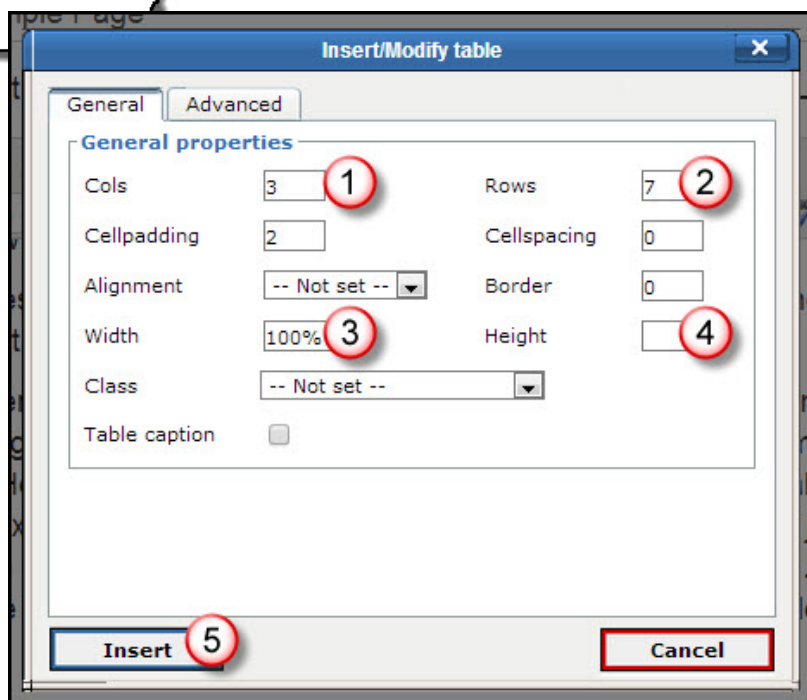 Insert/Modify table
General Advanced
General properties
Cols 3 1 Rows 7 2
Cellpadding 2 Cellspacing 0
Alignment -- Not set -- Border 0
Width 100% 3 Height 4
Class -- Not set --
Table caption
Insert 5 Cancel